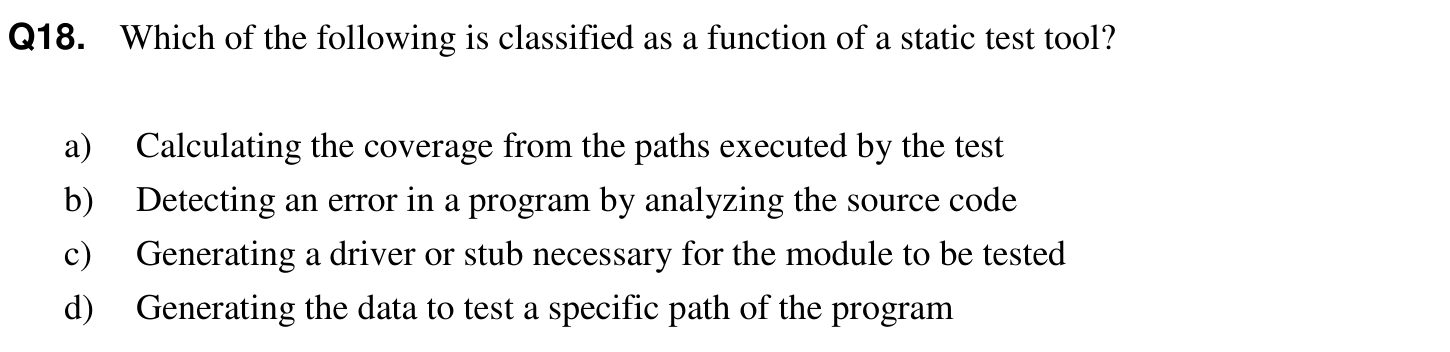 Q18. Which of the following is classified as a function of a static test tool?
a) Calculating the coverage from the paths executed by the test
b) Detecting an error in a program by analyzing the source code
c) Generating a driver or stub necessary for the module to be tested
d) Generating the data to test a specific path of the program